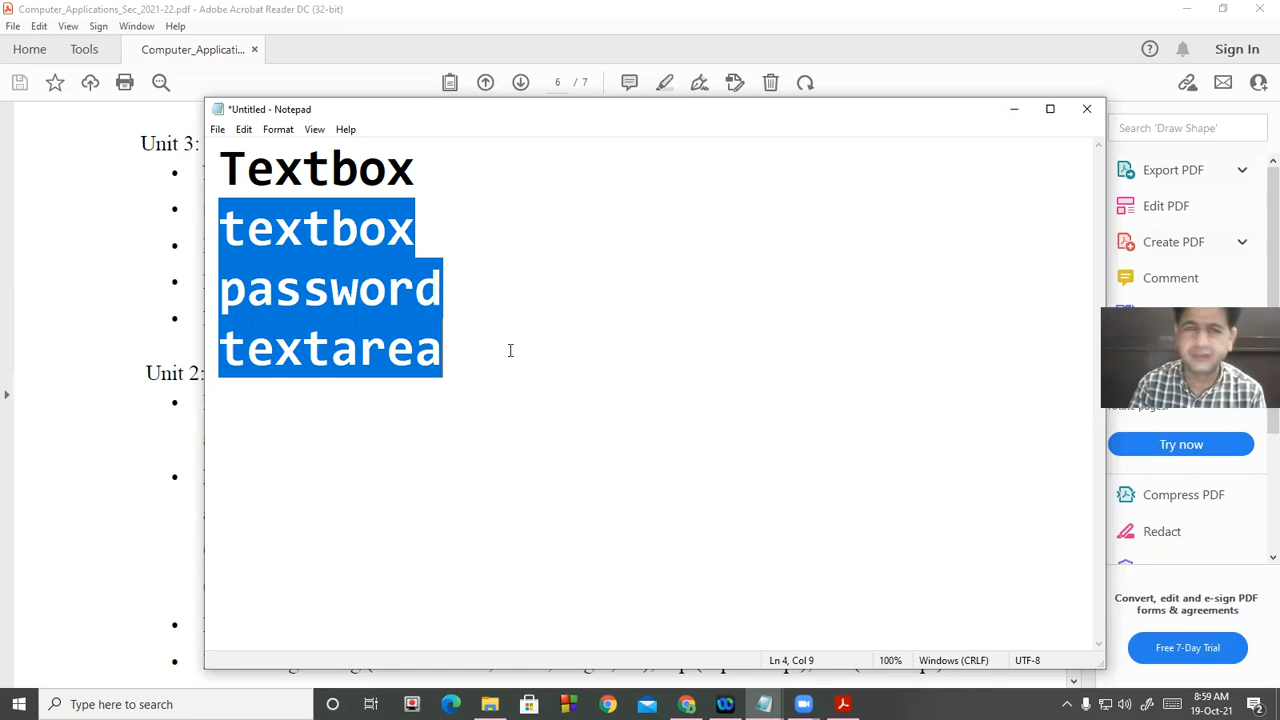 Computer_Applications_Sec_2021-22.pdf - Adobe Acrobat Reader DC (32-bit)
File Edit View Sign Window Help
Home Tools Computer_Applicati... × Sign In
6 / 7
*Untitled - Notepad
File Edit Format View Help
Search 'Draw Shape'
Unit 3:
Textbox
textbox
password
textarea
Unit 2:
Export PDF
Edit PDF
Create PDF
Comment
Try now
Compress PDF
Redact
Convert, edit and e-sign PDF
forms & agreements
Free 7-Day Trial
Ln 4, Col 9 100% Windows (CRLF) UTF-8
Type here to search
8:59 AM
19-Oct-21
2